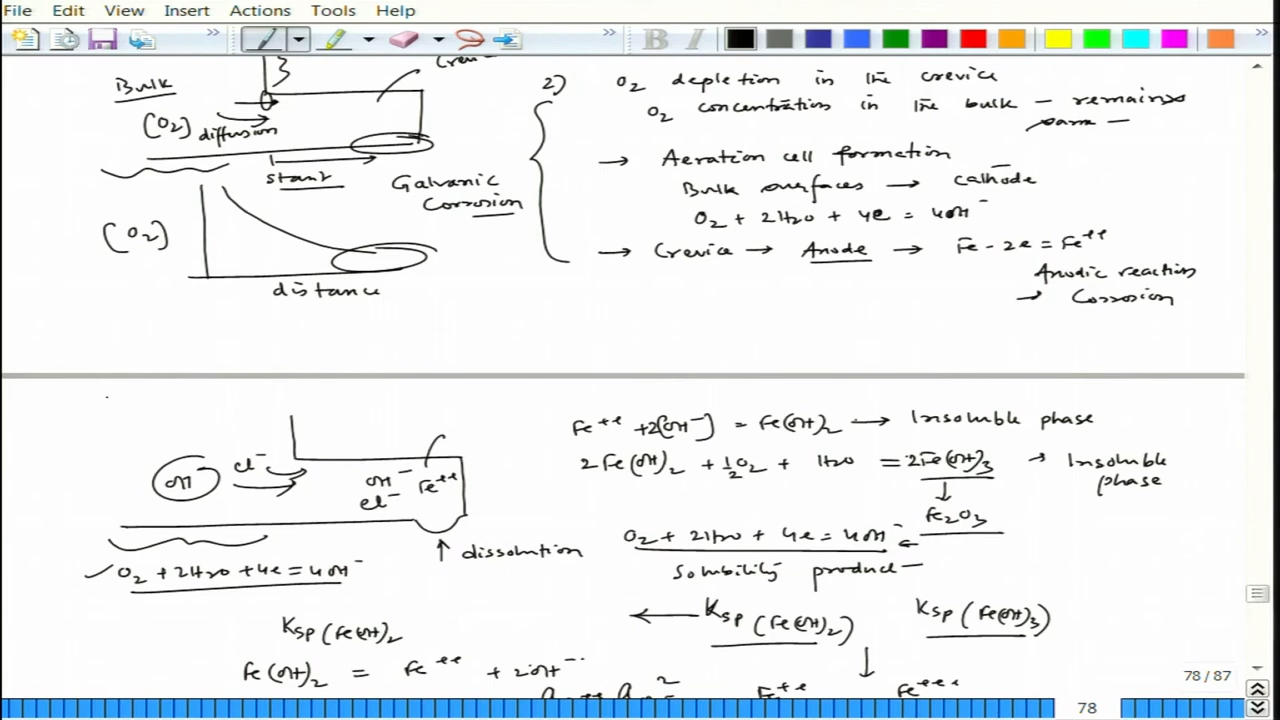 File Edit View Insert Actions Tools Help
Bulk
[O2] diffusion
start
Galvanic
Corrosion
[O2]
distance
2) O2 depletion in the crevice
O2 concentration in the bulk - remains
same -
→ Aeration cell formation
Bulk surfaces → cathode
O2 + 2H2O + 4e = 4OH-
→ Crevice → Anode → Fe - 2e = Fe++
Anodic reaction
→ Corrosion
OH- Cl-
OH-
Cl- Fe++
↑ dissolution
✓ O2 + 2H2O + 4e = 4OH-
Fe++ + 2[OH-] = Fe(OH)2 → Insoluble phase
2Fe(OH)2 + 1/2 O2 + H2O = 2Fe(OH)3 → Insoluble
phase
↓
Fe2O3
O2 + 2H2O + 4e = 4OH-
Solubility product -
← Ksp (Fe(OH)2) Ksp (Fe(OH)3)
Ksp (Fe(OH)2
Fe(OH)2 = Fe++ + 2OH-
Fe++ Fe+++
78 / 87
78